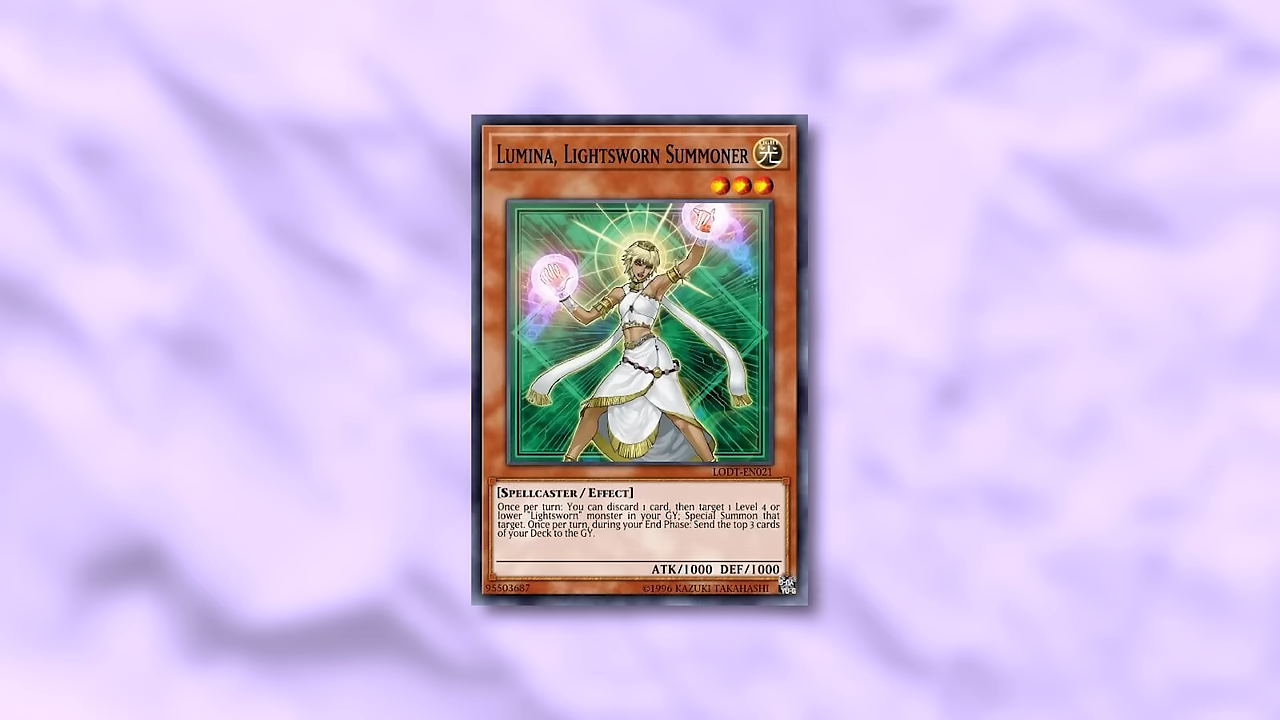 Lumina, Lightsworn Summoner
光
LODT-EN021
[Spellcaster / Effect]
Once per turn: You can discard 1 card, then target 1 Level 4 or
lower "Lightsworn" monster in your GY; Special Summon that
target. Once per turn, during your End Phase: Send the top 3 cards
of your Deck to the GY.
ATK/1000 DEF/1000
95503687 ©1996 KAZUKI TAKAHASHI